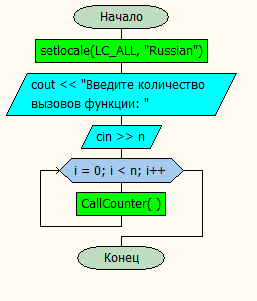 Начало
setlocale(LC_ALL, "Russian")
cout << "Введите количество
вызовов функции: "
cin >> n
i = 0; i < n; i++
CallCounter( )
Конец